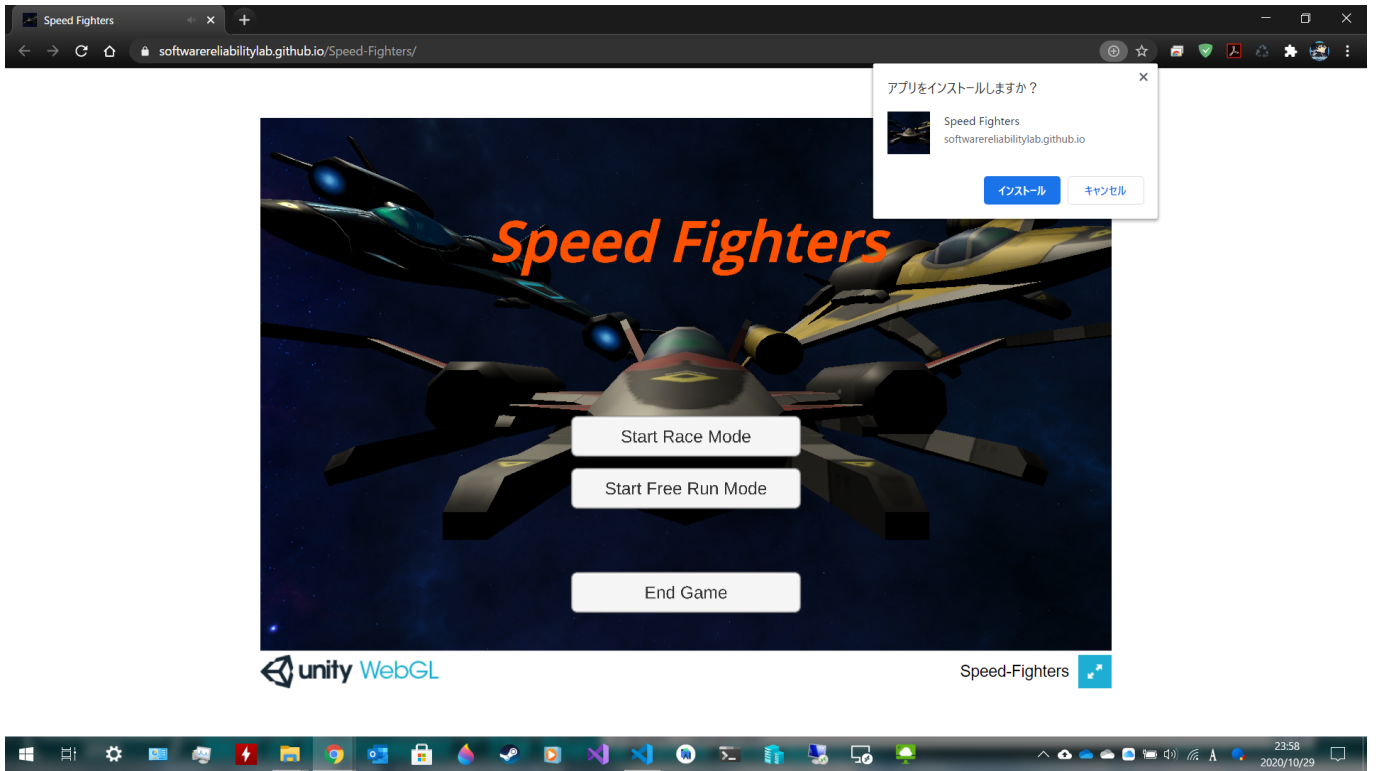 Speed Fighters
softwarereliabilitylab.github.io/Speed-Fighters/
アプリをインストールしますか？
Speed Fighters
softwarereliabilitylab.github.io
インストール
キャンセル
Speed Fighters
Start Race Mode
Start Free Run Mode
End Game
unity WebGL
Speed-Fighters
A
23:58
2020/10/29